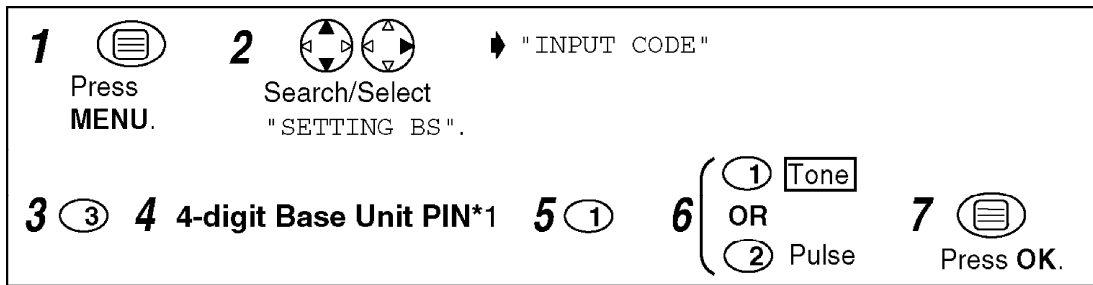 1 2 "INPUT CODE"
Press
MENU.
Search/Select
"SETTING BS".
3 3 4 4-digit Base Unit PIN*1 5 1 6 1 Tone
OR
2 Pulse
7
Press OK.